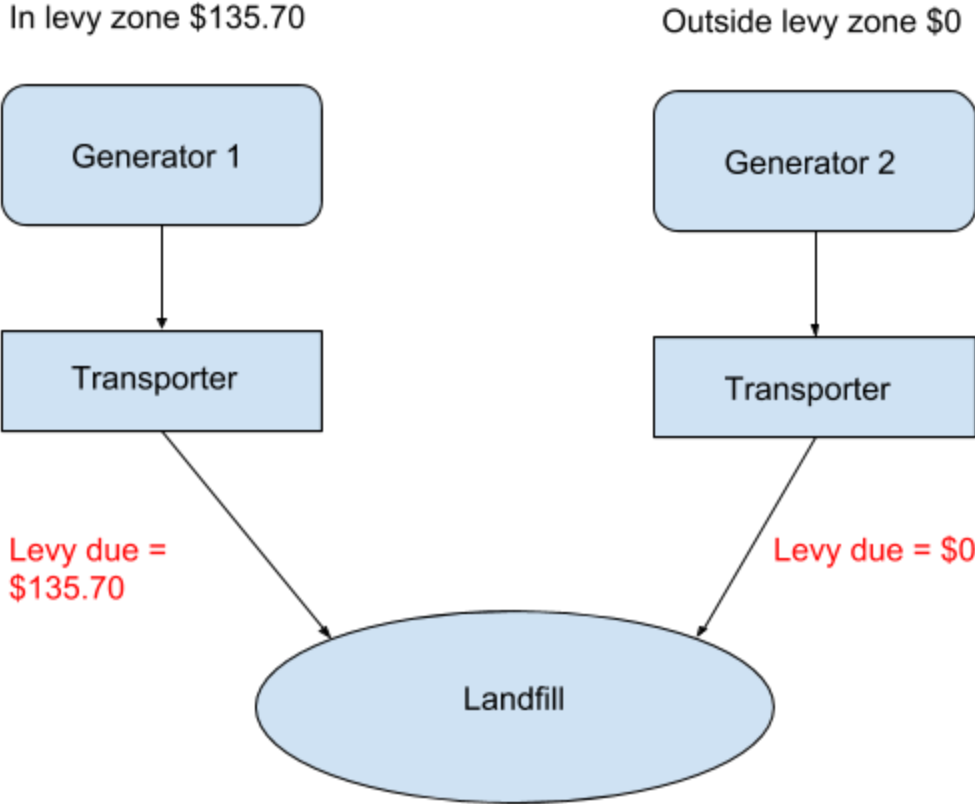 In levy zone $135.70
Outside levy zone $0
Generator 1
Generator 2
Transporter
Transporter
Levy due =
$135.70
Levy due = $0
Landfill